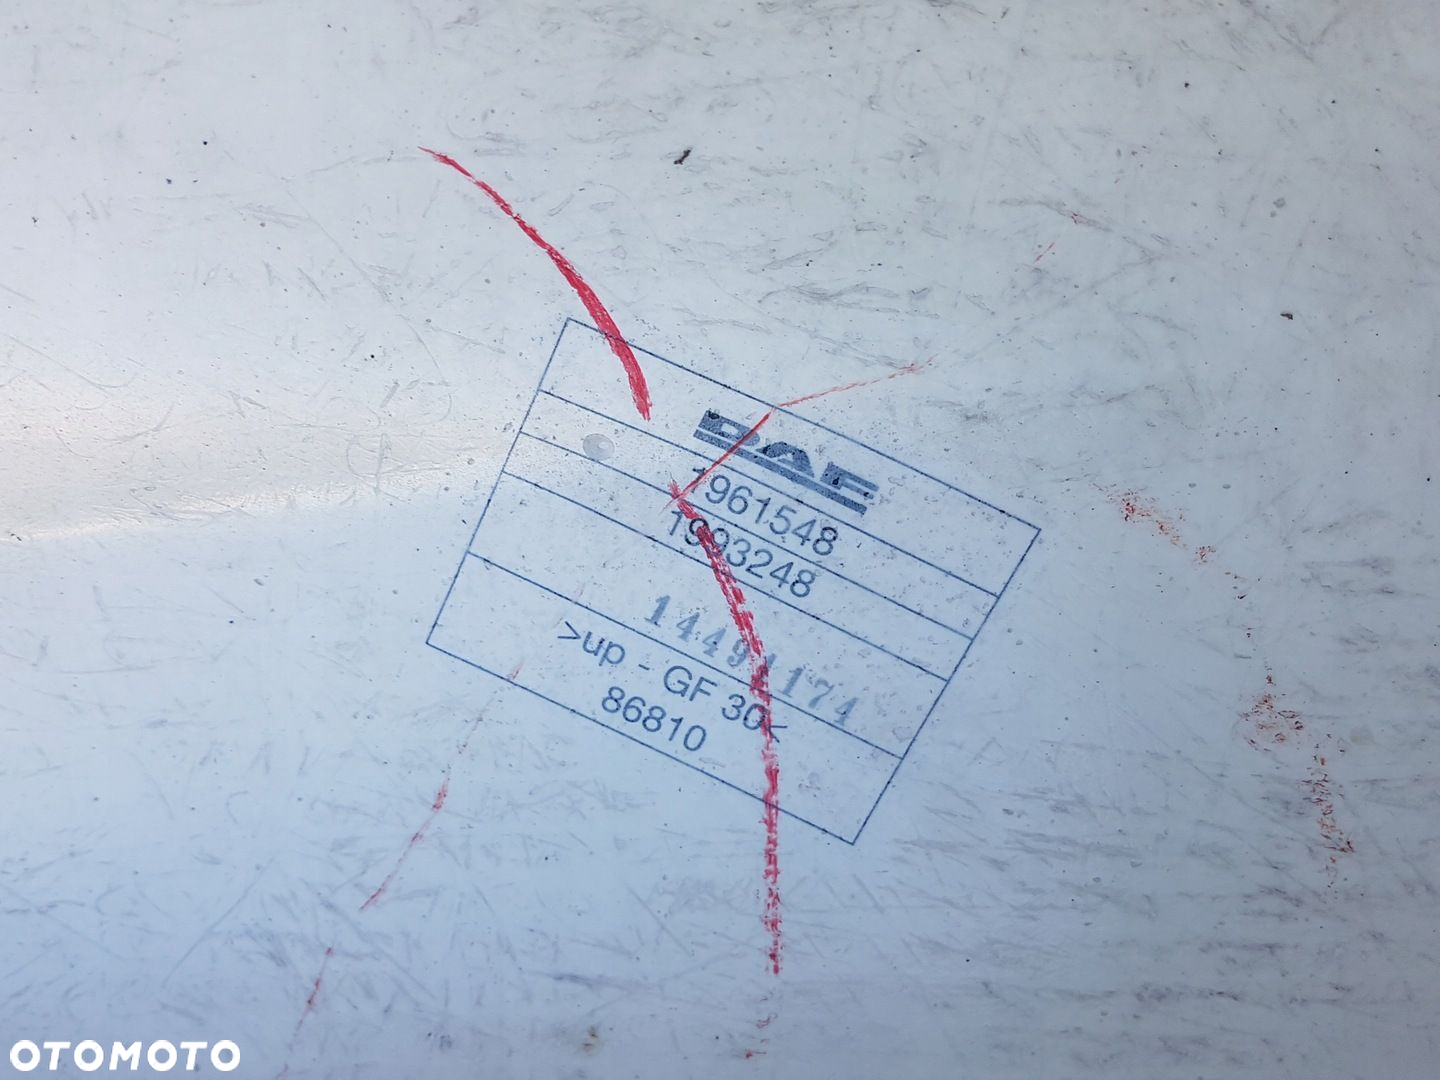 DAF
1961548
1993248
14494174
>up - GF 30<
86810
OTOMOTO